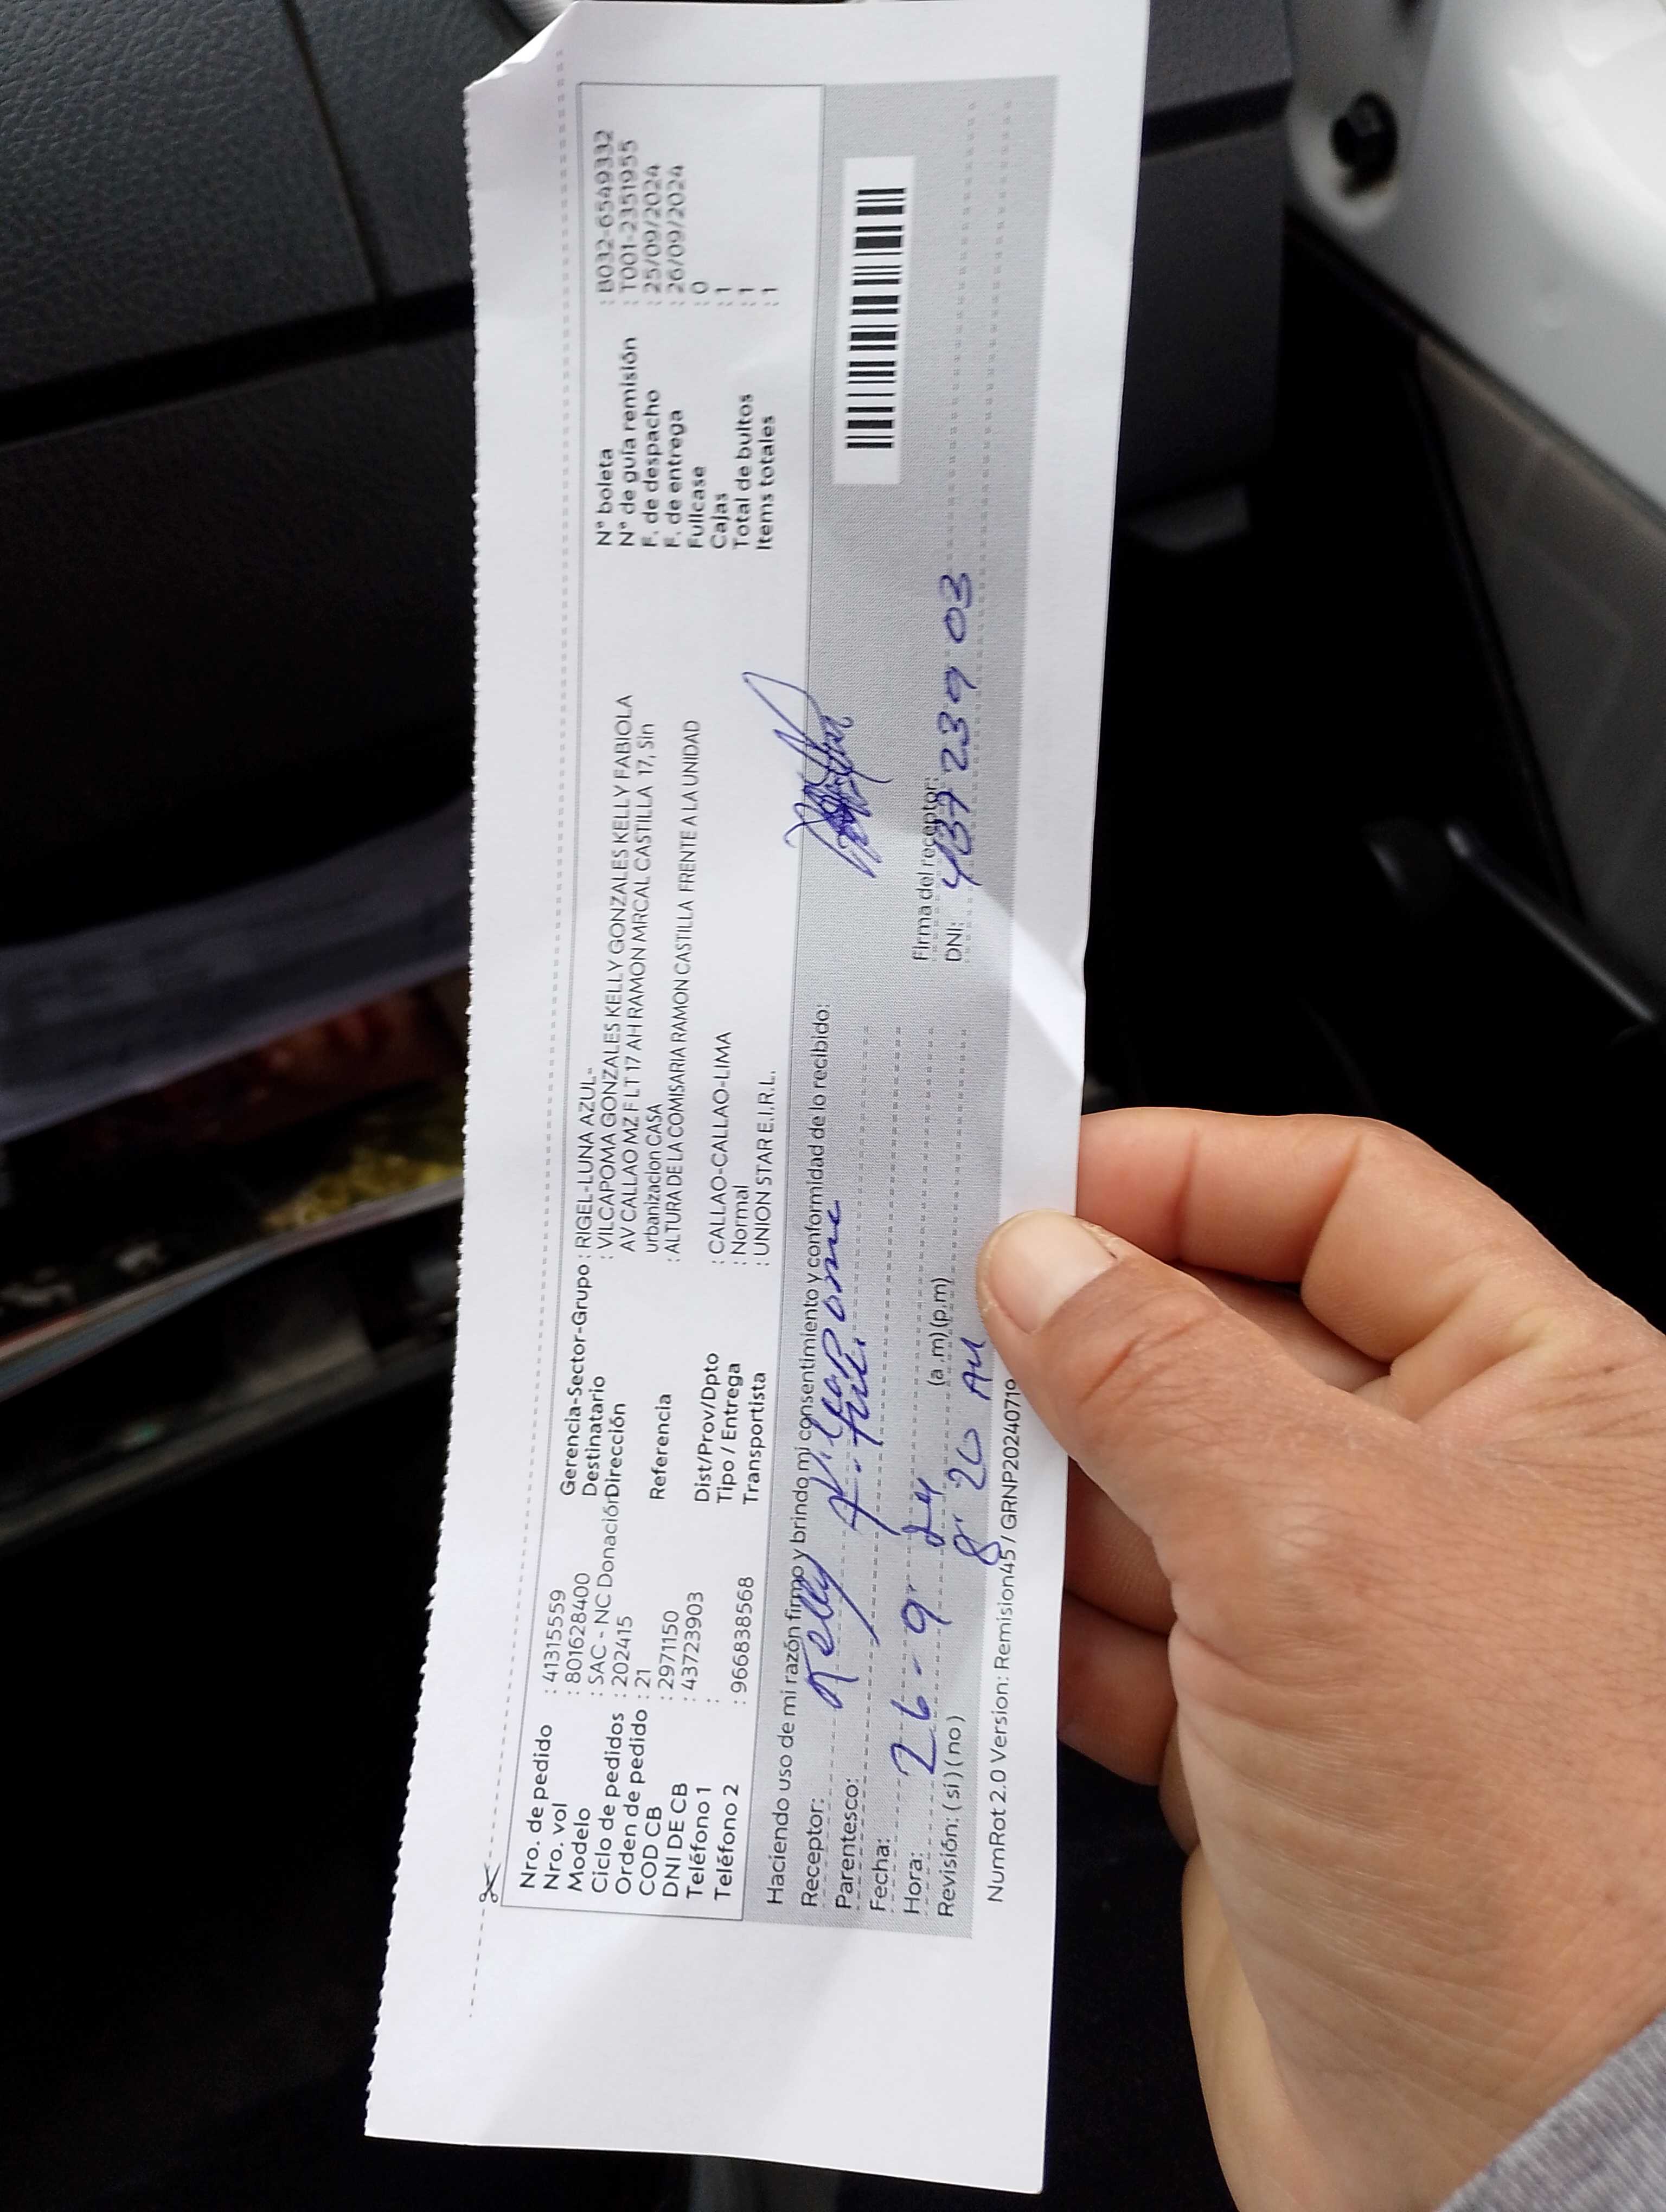 Nro. de pedido : 41315559
Nro. vol : 801628400
Modelo : SAC - NC Donación
Ciclo de pedidos : 202415
Orden de pedido : 21
COD CB : 2971150
DNI DE CB : 43723903
Teléfono 1 :
Teléfono 2 : 966838568
Gerencia-Sector-Grupo : RIGEL-LUNA AZUL-
Destinatario : VILCAPOMA GONZALES KELLY GONZALES KELLY FABIOLA
Dirección AV CALLAO MZ F LT 17 AH RAMON MRCAL CASTILLA 17, Sin
urbanizacion CASA
Referencia : ALTURA DE LA COMISARIA RAMON CASTILLA FRENTE A LA UNIDAD
Dist/Prov/Dpto : CALLAO-CALLAO-LIMA
Tipo / Entrega : Normal
Transportista : UNION STAR E.I.R.L.
N° boleta : B032-6549332
N° de guía remisión : T001-2351955
F. de despacho : 25/09/2024
F. de entrega : 26/09/2024
Fullcase : 0
Cajas : 1
Total de bultos : 1
Items totales : 1
Haciendo uso de mi razón firmo y brindo mi consentimiento y conformidad de lo recibido:
Receptor: Kelly Vilcapoma
Parentesco:
Fecha: 26-9-24
Hora: 8:20 AM (a.m) (p.m)
Revisión: ( si ) ( no )
Firma del receptor:
DNI: 43723903
NumRot 2.0 Version: Remision45 / GRNP20240719